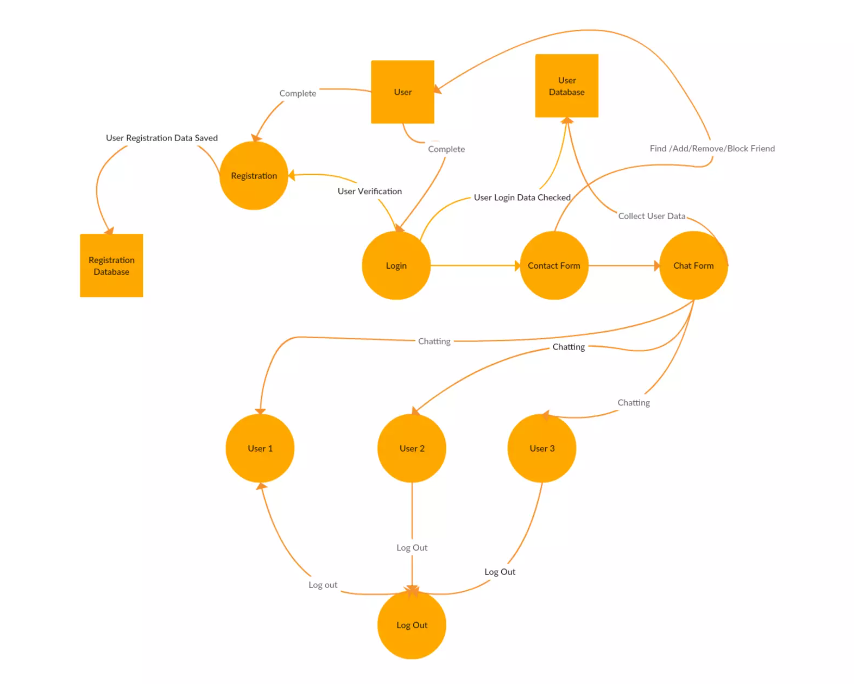 User
Database
User
Complete
User Registration Data Saved
Complete
Find /Add/Remove/Block Friend
Registration
User Verification
User Login Data Checked
Collect User Data
Registration
Database
Login
Contact Form
Chat Form
Chatting
Chatting
Chatting
User 1
User 2
User 3
Log Out
Log Out
Log out
Log Out